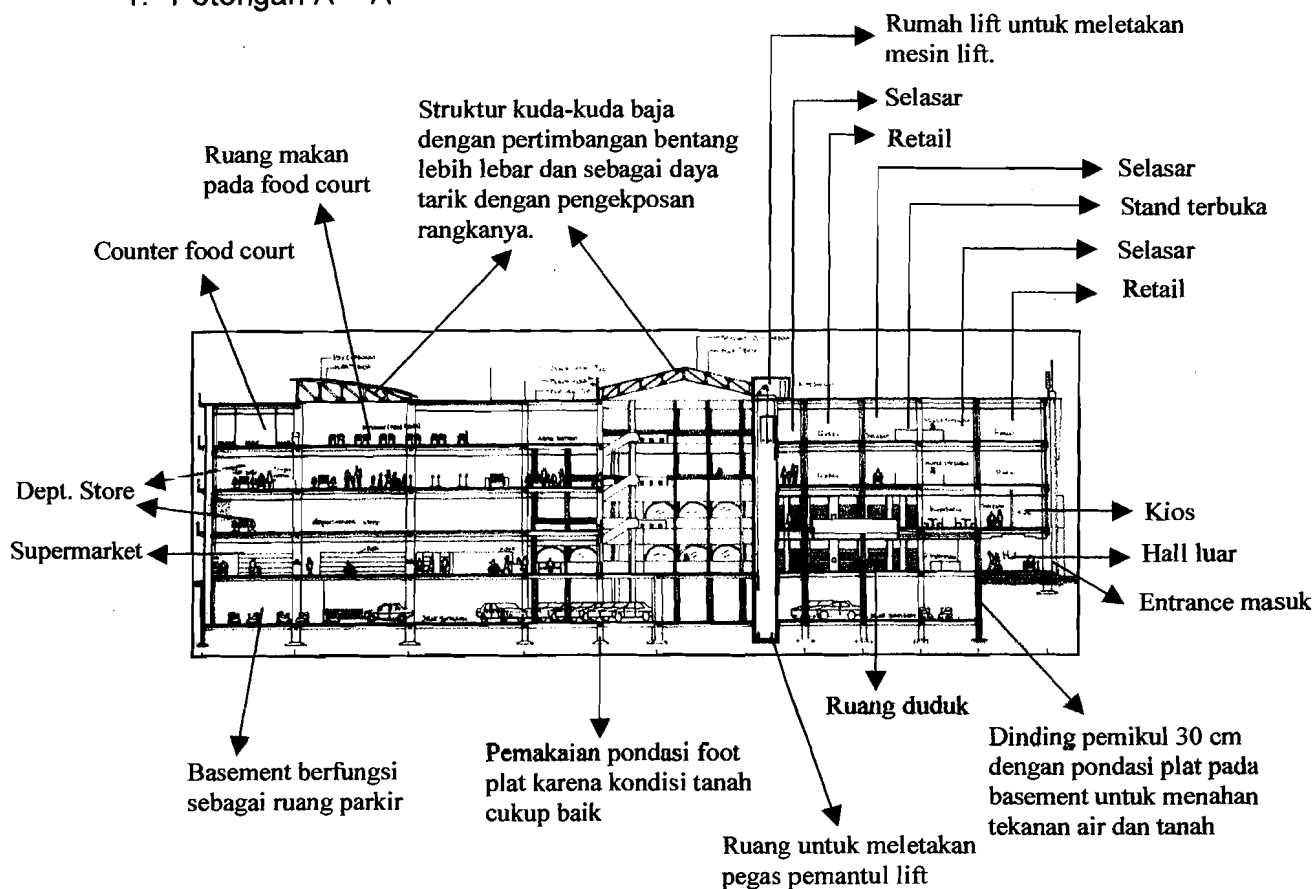 1. Potongan A – A
Rumah lift untuk meletakan
mesin lift.
Selasar
Retail
Selasar
Stand terbuka
Selasar
Retail
Struktur kuda-kuda baja
dengan pertimbangan bentang
lebih lebar dan sebagai daya
tarik dengan pengekposan
rangkanya.
Ruang makan
pada food court
Counter food court
Dept. Store
Supermarket
Kios
Hall luar
Entrance masuk
Ruang duduk
Basement berfungsi
sebagai ruang parkir
Pemakaian pondasi foot
plat karena kondisi tanah
cukup baik
Ruang untuk meletakan
pegas pemantul lift
Dinding pemikul 30 cm
dengan pondasi plat pada
basement untuk menahan
tekanan air dan tanah